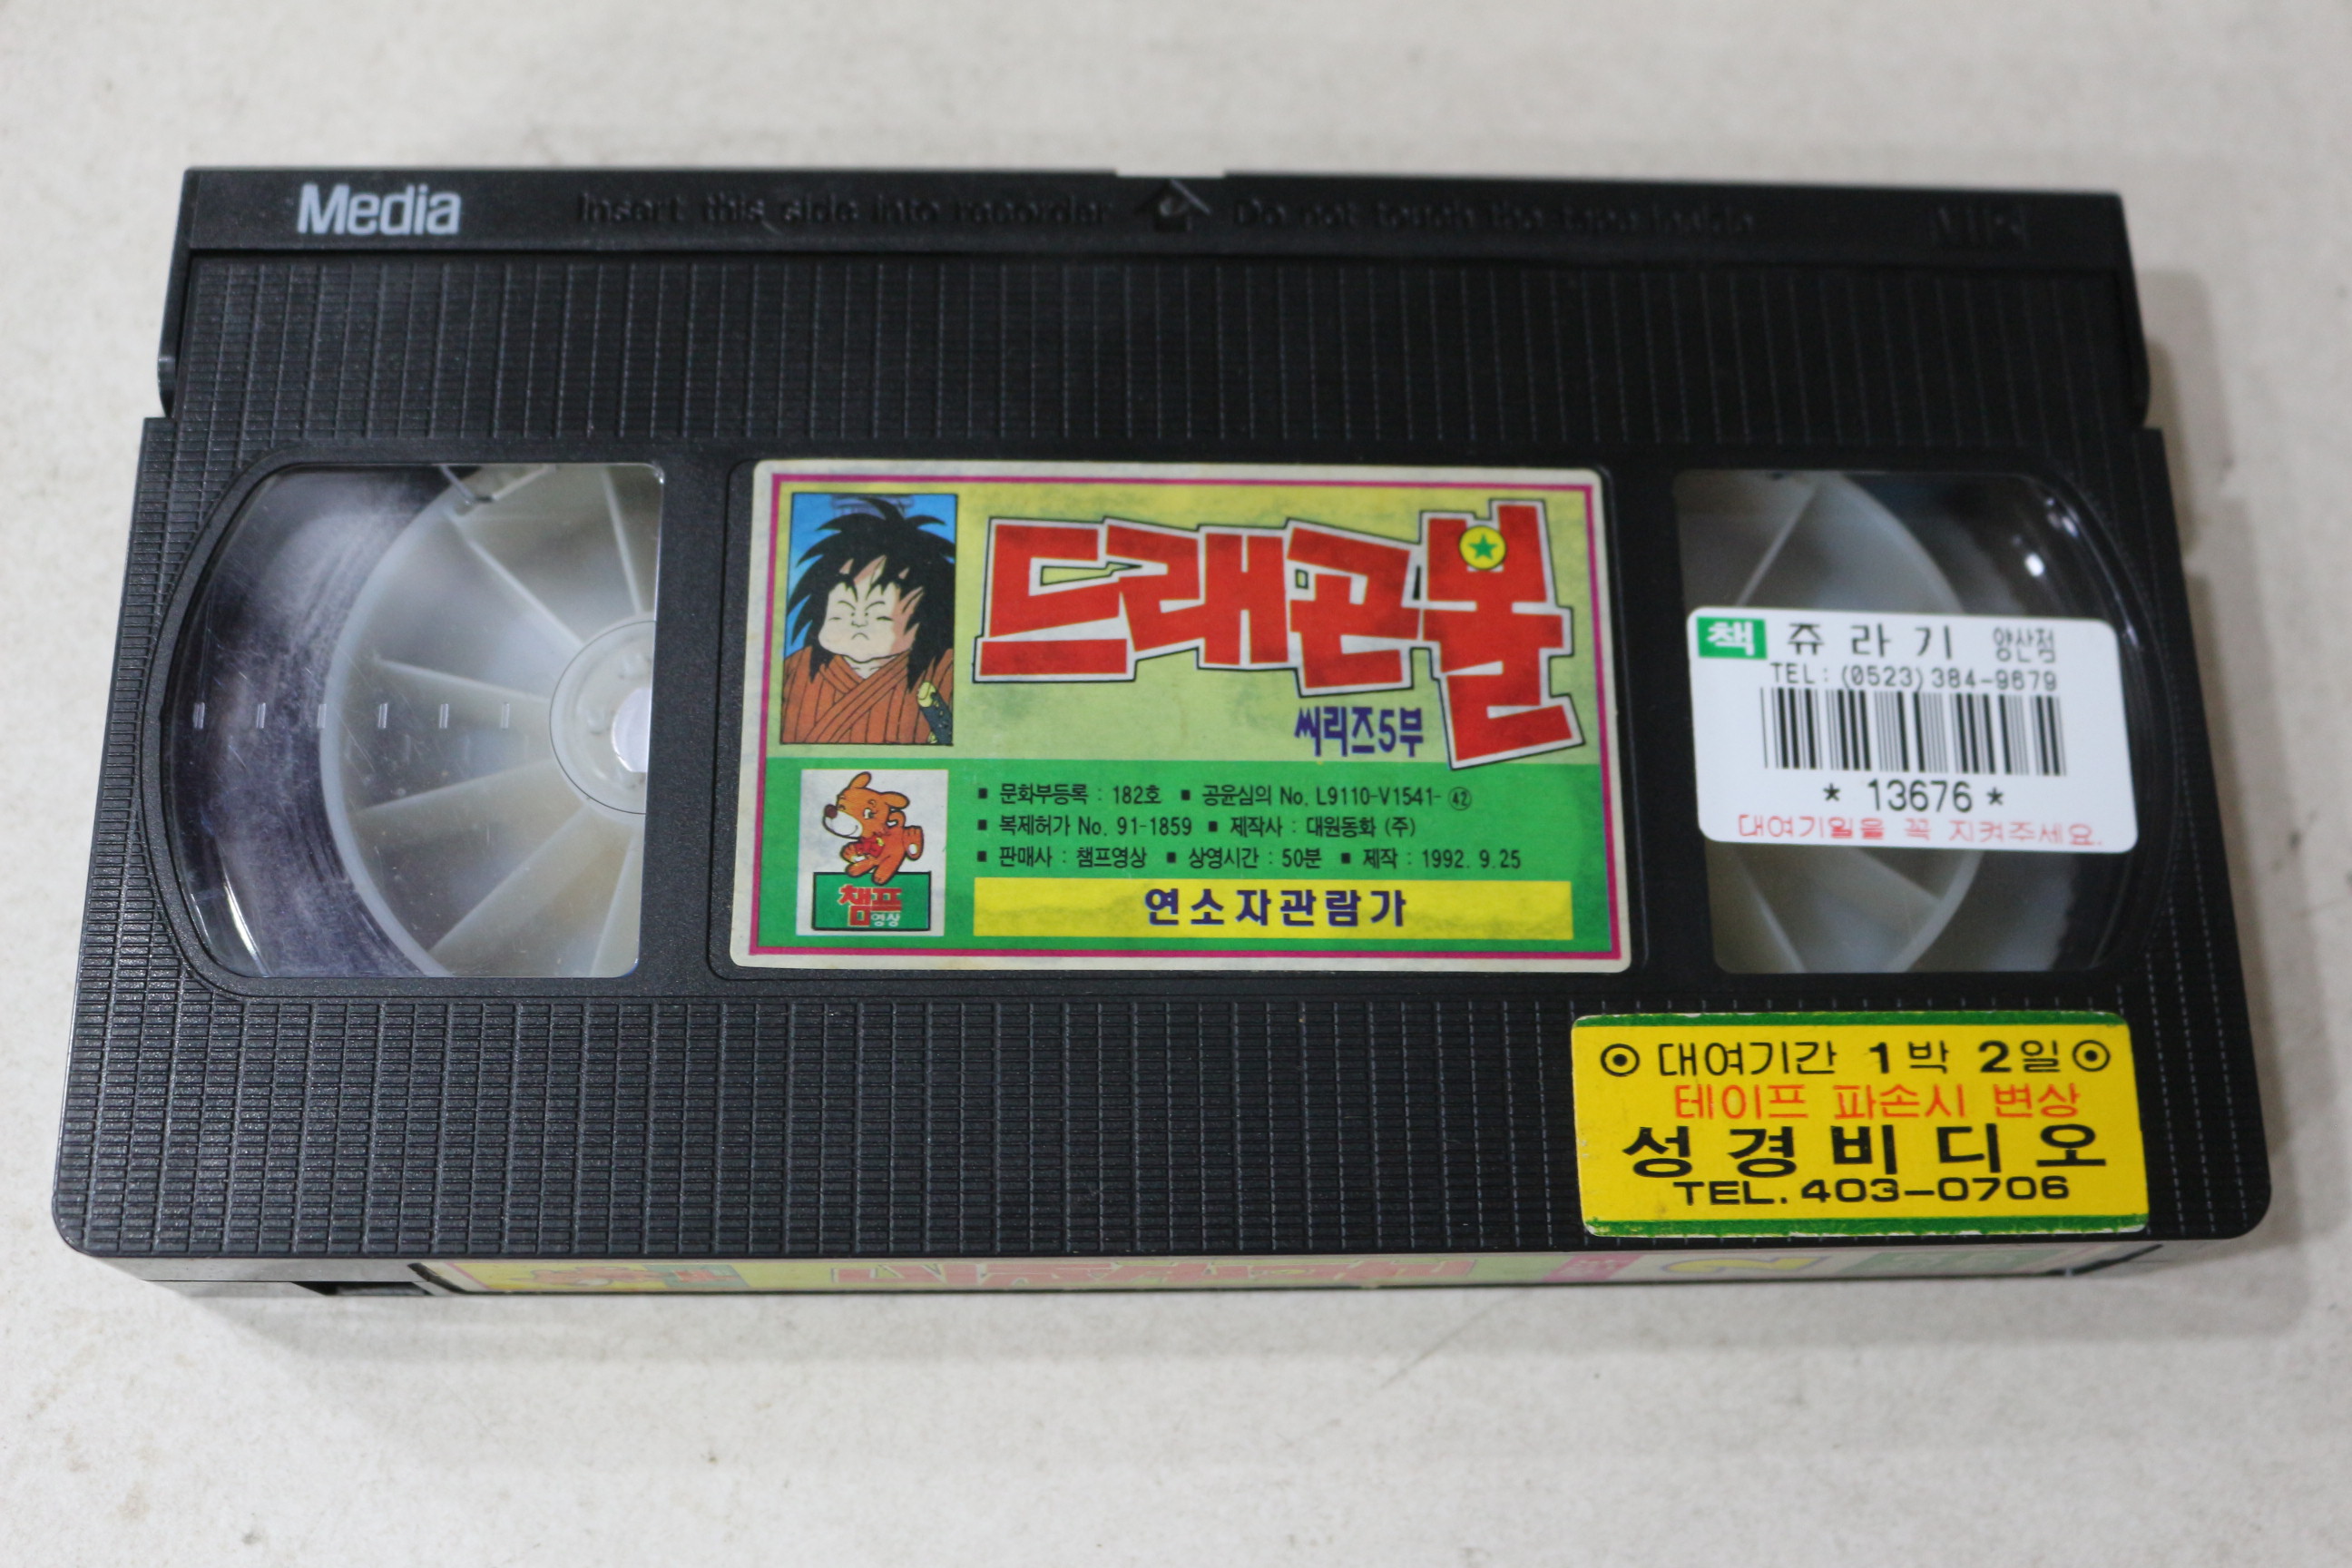 Media
Insert this side into recorder Do not touch the tape inside
드래곤볼
씨리즈5부
▪ 문화부등록 : 182호 ▪ 공윤심의 No. L9110-V1541- ㊷
▪ 복제허가 No. 91-1859 ▪ 제작사 : 대원동화 (주)
▪ 판매사 : 챔프영상 ▪ 상영시간 : 50분 ▪ 제작 : 1992. 9.25
챔프
영상
연소자관람가
책 쥬라기 양산점
TEL:(0523)384-9679
* 13676 *
대여기일을 꼭 지켜주세요.
◉ 대여기간 1박 2일 ◉
테이프 파손시 변상
성경비디오
TEL. 403-0706